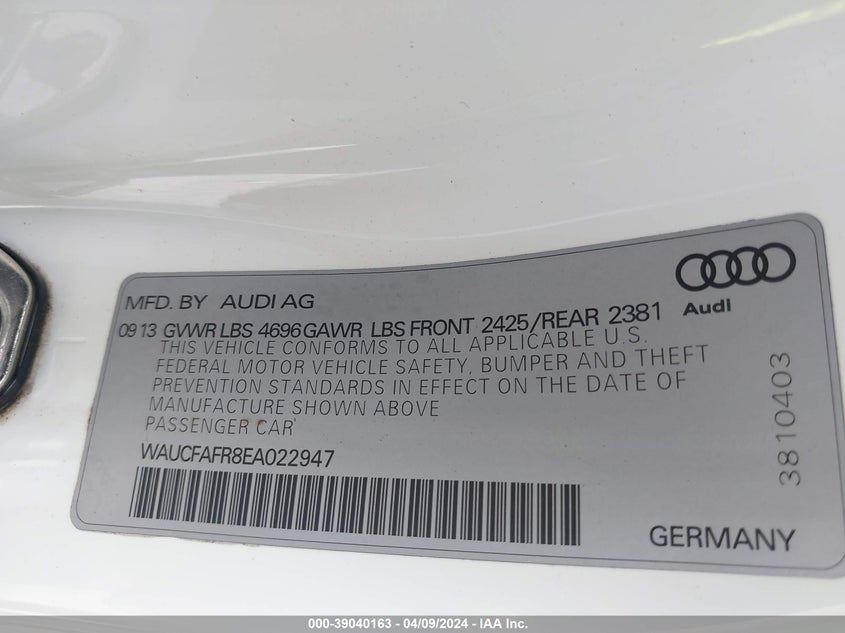 MFD. BY AUDI AG
Audi
09 13 GVWR LBS 4696 GAWR LBS FRONT 2425/REAR 2381
THIS VEHICLE CONFORMS TO ALL APPLICABLE U.S.
FEDERAL MOTOR VEHICLE SAFETY, BUMPER AND THEFT
PREVENTION STANDARDS IN EFFECT ON THE DATE OF
MANUFACTURE SHOWN ABOVE
PASSENGER CAR
WAUCFAFR8EA022947
3810403
GERMANY
000-39040163 - 04/09/2024 - IAA Inc.